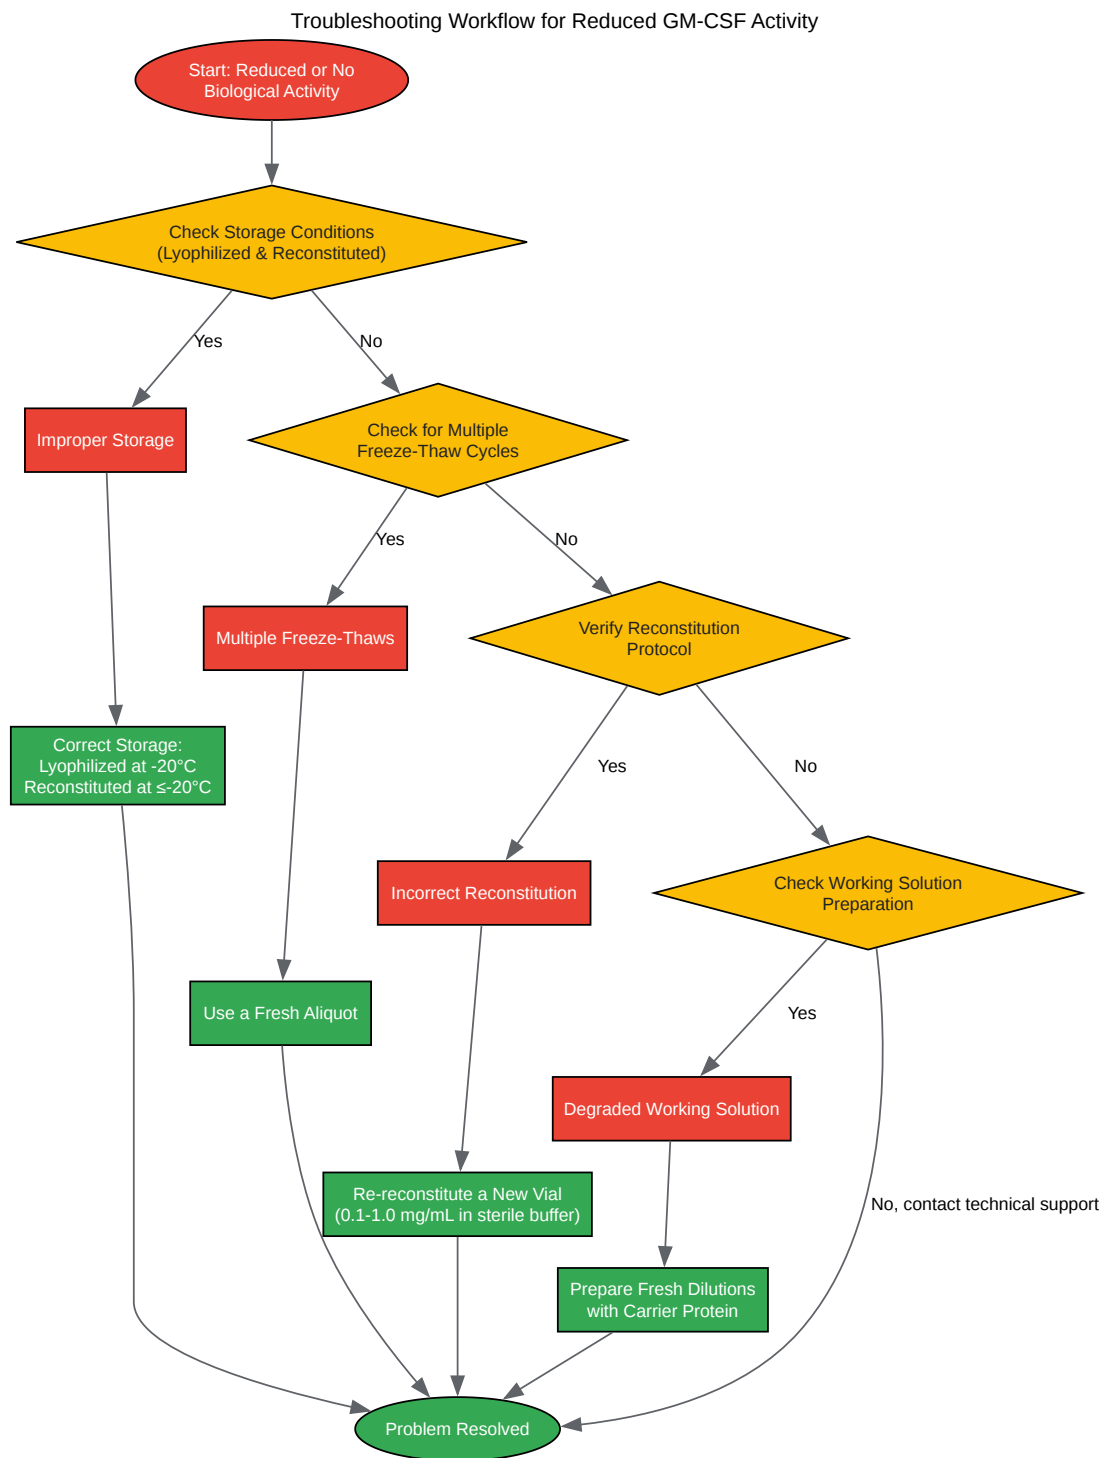 Troubleshooting Workflow for Reduced GM-CSF Activity
Start: Reduced or No
Biological Activity
Check Storage Conditions
(Lyophilized & Reconstituted)
Yes
No
Improper Storage
Check for Multiple
Freeze-Thaw Cycles
Yes
No
Multiple Freeze-Thaws
Verify Reconstitution
Protocol
Correct Storage:
Lyophilized at -20°C
Reconstituted at ≤-20°C
Yes
No
Incorrect Reconstitution
Check Working Solution
Preparation
Use a Fresh Aliquot
Yes
Degraded Working Solution
Re-reconstitute a New Vial
(0.1-1.0 mg/mL in sterile buffer)
No, contact technical support
Prepare Fresh Dilutions
with Carrier Protein
Problem Resolved